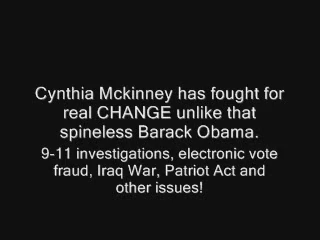 Cynthia Mckinney has fought for
real CHANGE unlike that
spineless Barack Obama.
9-11 investigations, electronic vote
fraud, Iraq War, Patriot Act and
other issues!